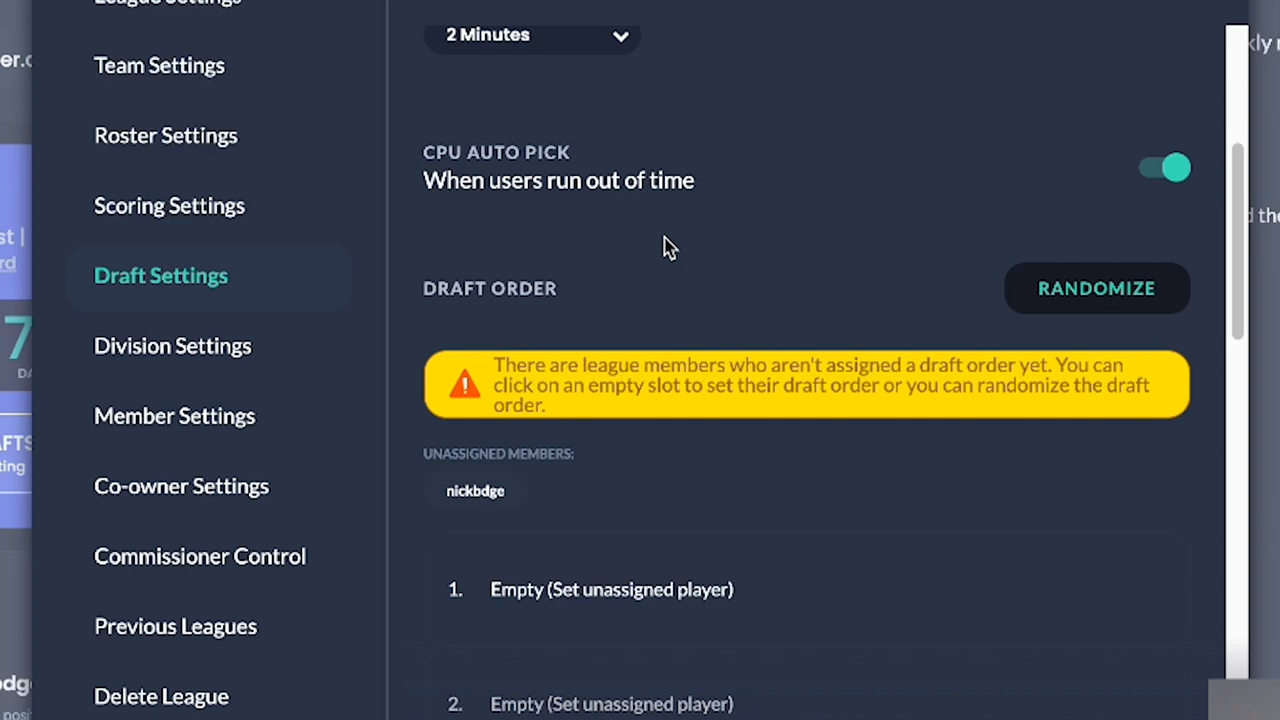 Team Settings
Roster Settings
Scoring Settings
Draft Settings
Division Settings
Member Settings
Co-owner Settings
Commissioner Control
Previous Leagues
Delete League
2 Minutes
CPU AUTO PICK
When users run out of time
DRAFT ORDER
RANDOMIZE
There are league members who aren't assigned a draft order yet. You can
click on an empty slot to set their draft order or you can randomize the draft
order.
UNASSIGNED MEMBERS:
nickbdge
1. Empty (Set unassigned player)
2. Empty (Set unassigned player)